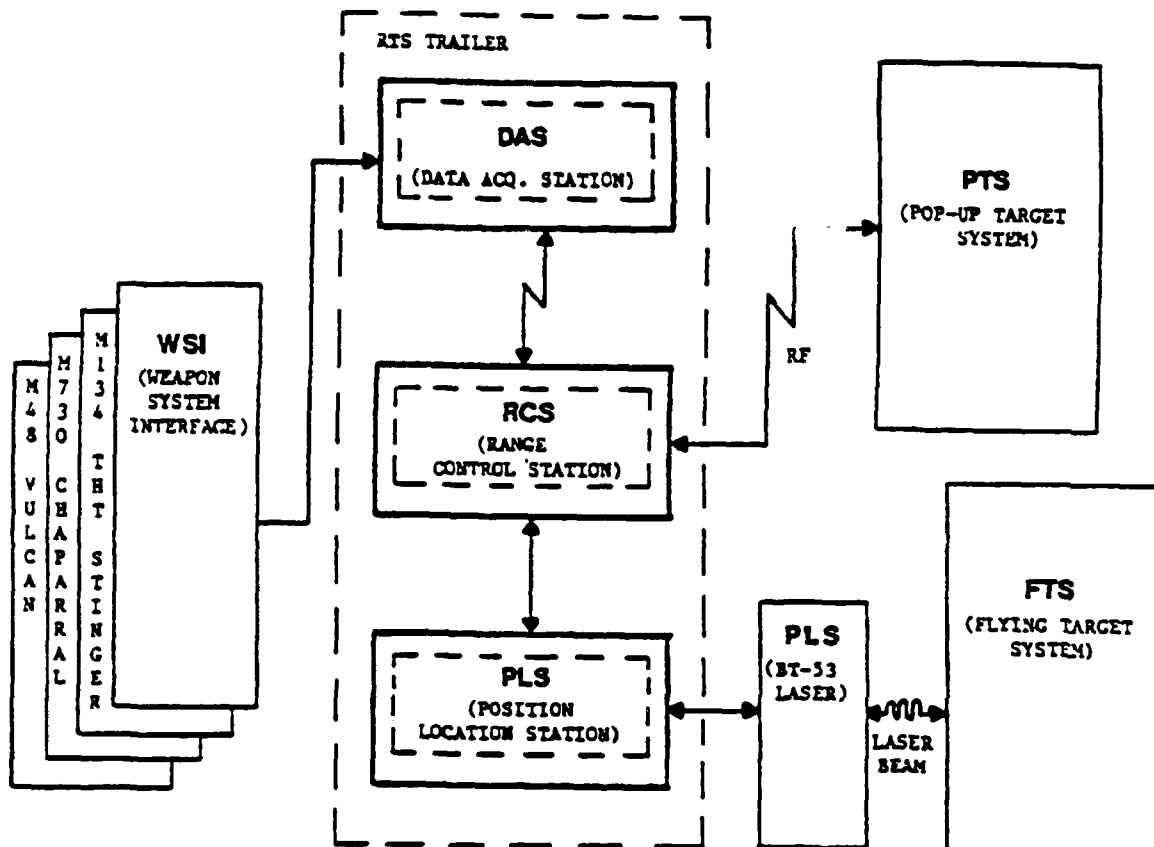 RTS TRAILER
DAS
(DATA ACQ. STATION)
PTS
(POP-UP TARGET
SYSTEM)
WSI
(WEAPON
SYSTEM
INTERFACE)
M134 THT STINGER
M730 CHAPARRAL
M48 VULCAN
RF
RCS
(RANGE
CONTROL STATION)
PLS
(POSITION
LOCATION STATION)
PLS
(BT-53
LASER)
LASER
BEAM
FTS
(FLYING TARGET
SYSTEM)